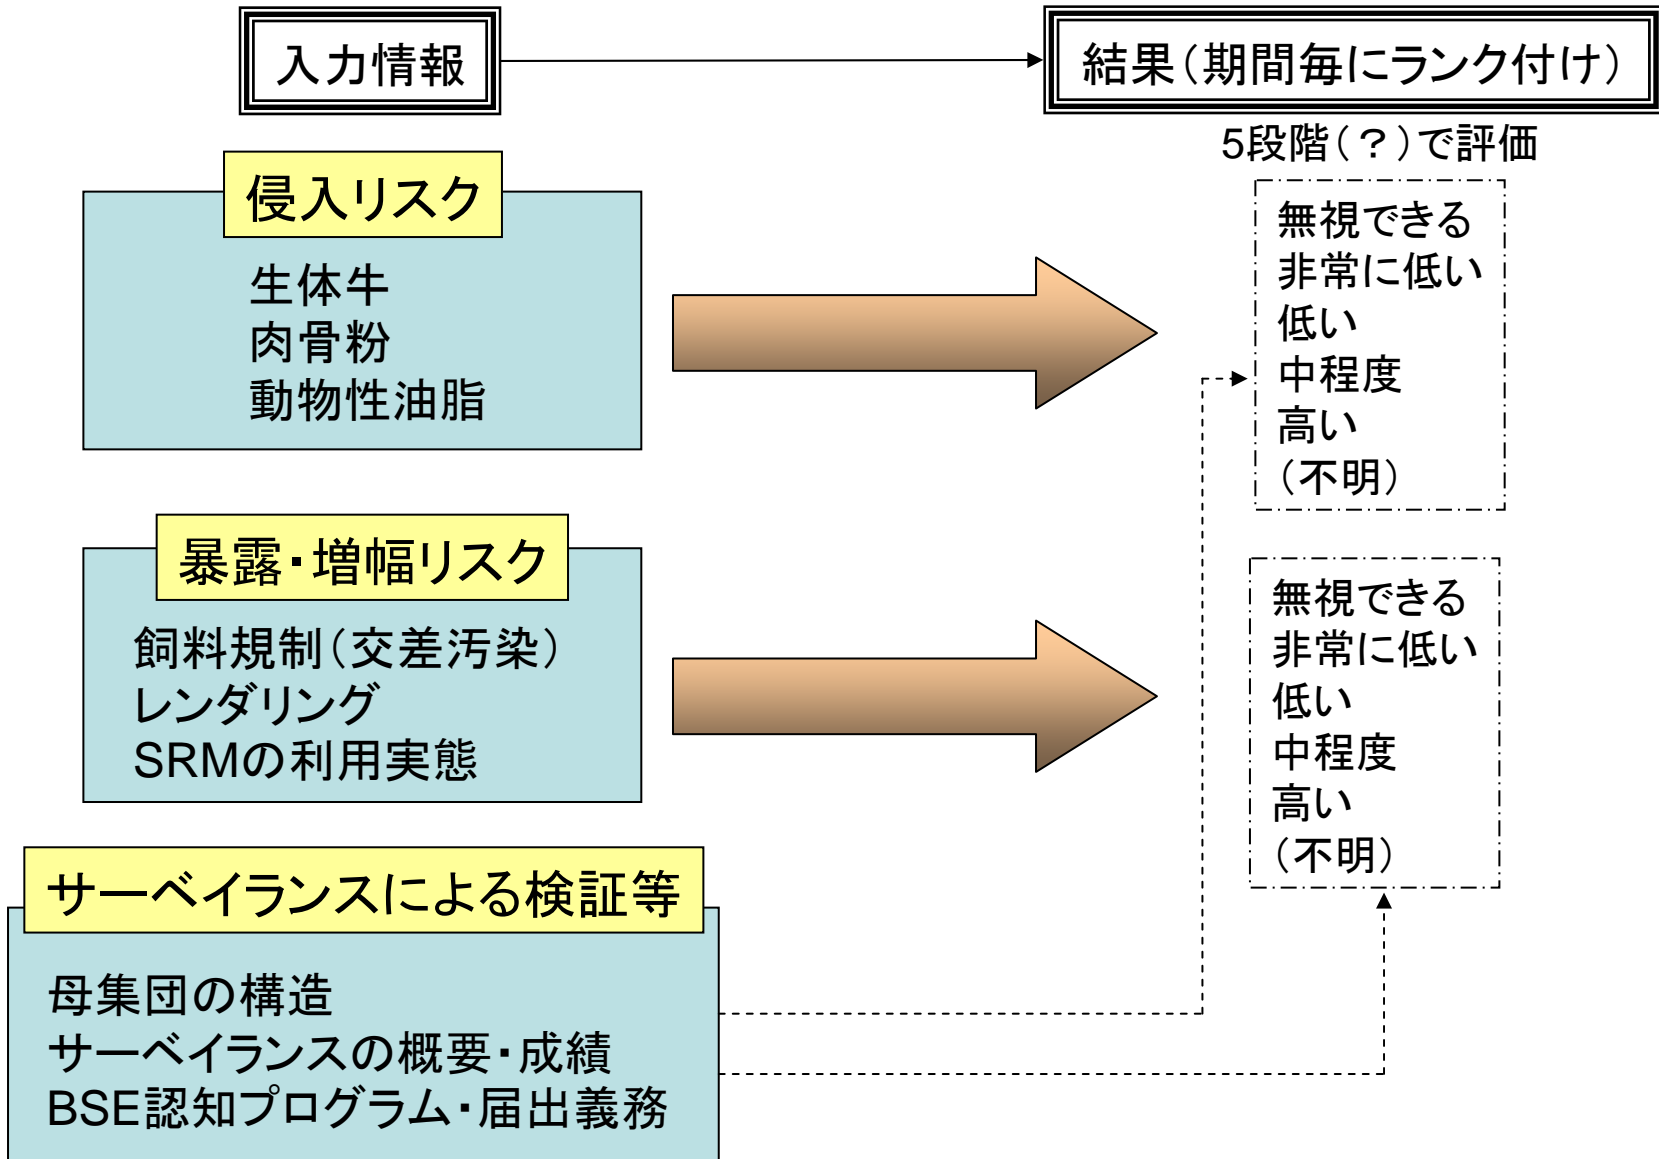 入力情報
結果（期間毎にランク付け）
5段階（？）で評価
侵入リスク
生体牛
肉骨粉
動物性油脂
無視できる
非常に低い
低い
中程度
高い
（不明）
暴露・増幅リスク
飼料規制（交差汚染）
レンダリング
SRMの利用実態
無視できる
非常に低い
低い
中程度
高い
（不明）
サーベイランスによる検証等
母集団の構造
サーベイランスの概要・成績
BSE認知プログラム・届出義務